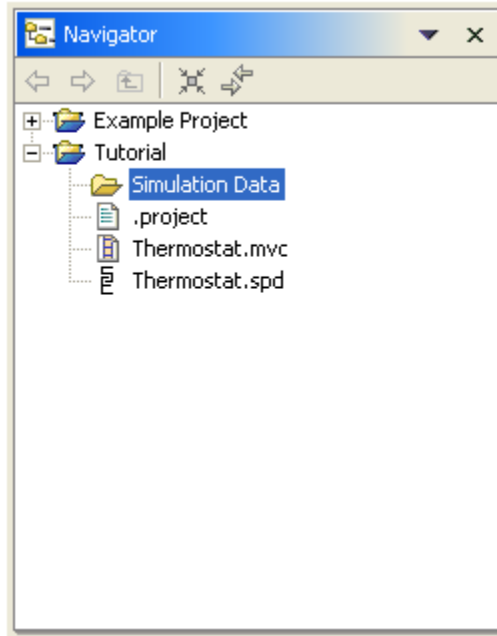 Navigator
Example Project
Tutorial
Simulation Data
.project
Thermostat.mvc
Thermostat.spd